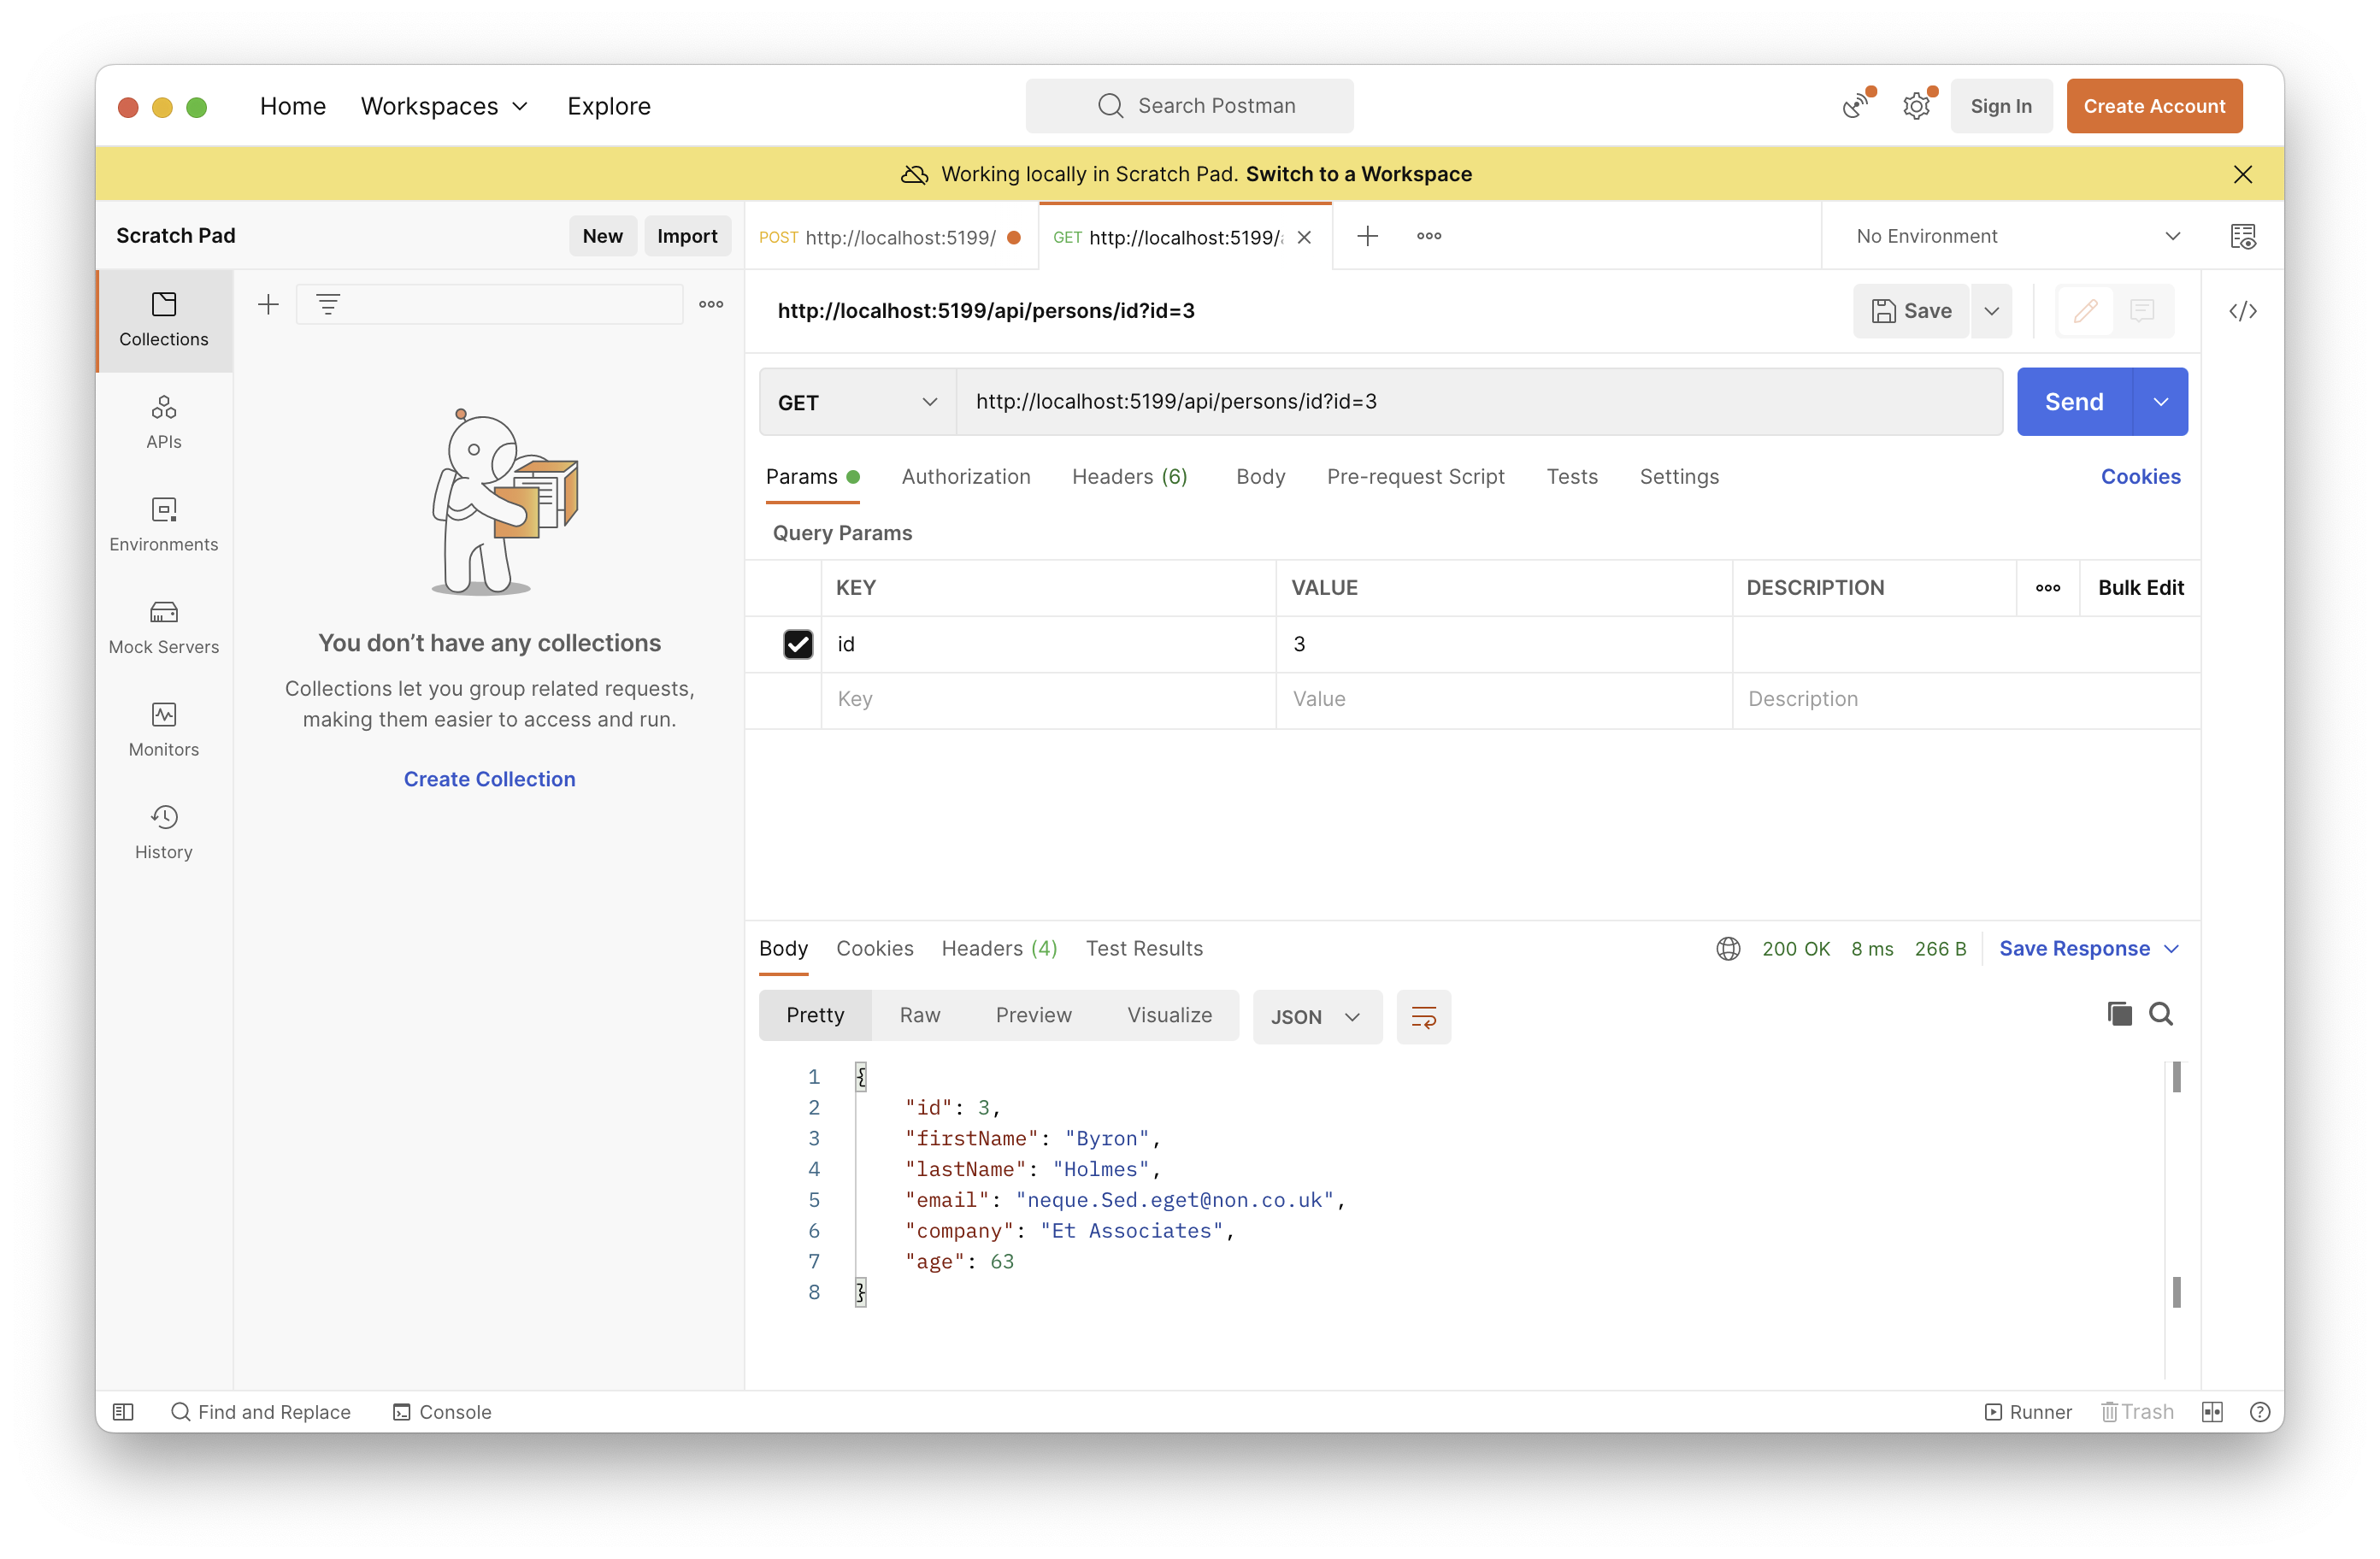 Home Workspaces Explore Search Postman Sign In Create Account
Working locally in Scratch Pad. Switch to a Workspace
Scratch Pad New Import
POST http://localhost:5199/ GET http://localhost:5199/ No Environment
Collections
APIs
Environments
Mock Servers
Monitors
History
You don’t have any collections
Collections let you group related requests,
making them easier to access and run.
Create Collection
http://localhost:5199/api/persons/id?id=3 Save
GET http://localhost:5199/api/persons/id?id=3 Send
Params Authorization Headers (6) Body Pre-request Script Tests Settings Cookies
Query Params
KEY VALUE DESCRIPTION Bulk Edit
id 3
Key Value Description
Body Cookies Headers (4) Test Results 200 OK 8 ms 266 B Save Response
Pretty Raw Preview Visualize JSON
1 {
2 "id": 3,
3 "firstName": "Byron",
4 "lastName": "Holmes",
5 "email": "neque.Sed.eget@non.co.uk",
6 "company": "Et Associates",
7 "age": 63
8 }
Find and Replace Console Runner Trash